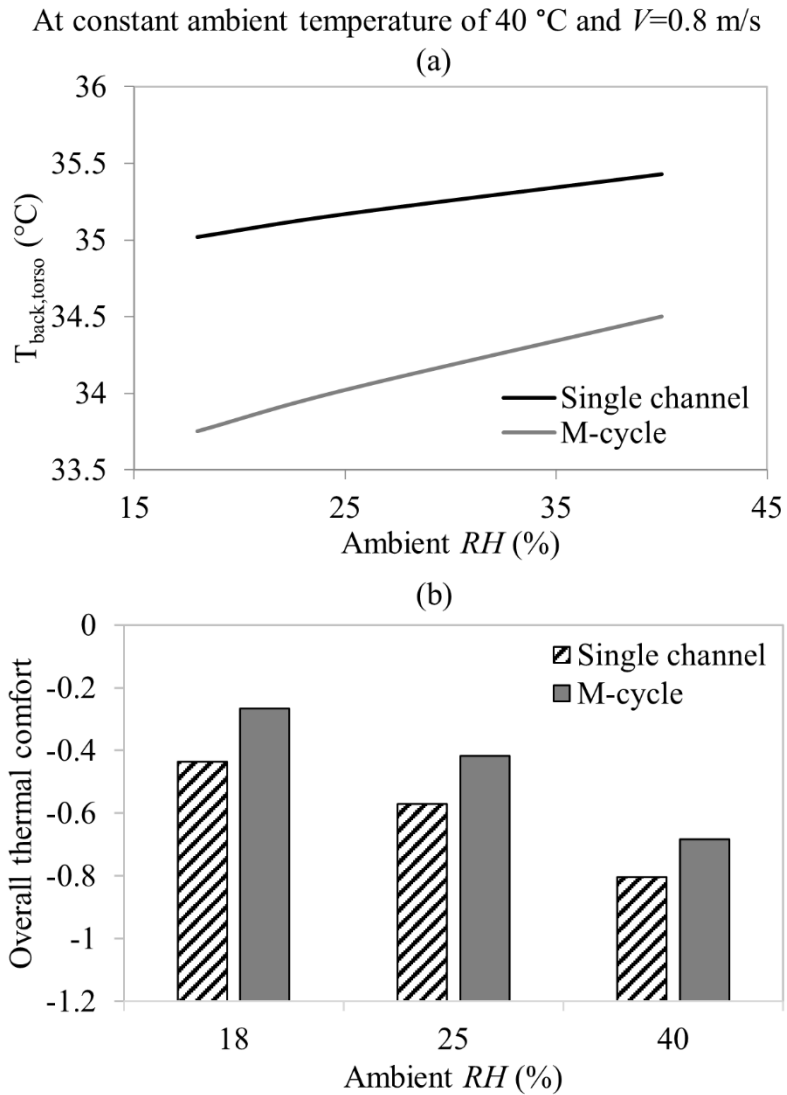 At constant ambient temperature of 40 °C and V=0.8 m/s
(a)
36
35.5
35
34.5
34
33.5
T_back,torso (°C)
Single channel
M-cycle
15
25
35
45
Ambient RH (%)
(b)
0
-0.2
-0.4
-0.6
-0.8
-1
-1.2
Overall thermal comfort
Single channel
M-cycle
18
25
40
Ambient RH (%)